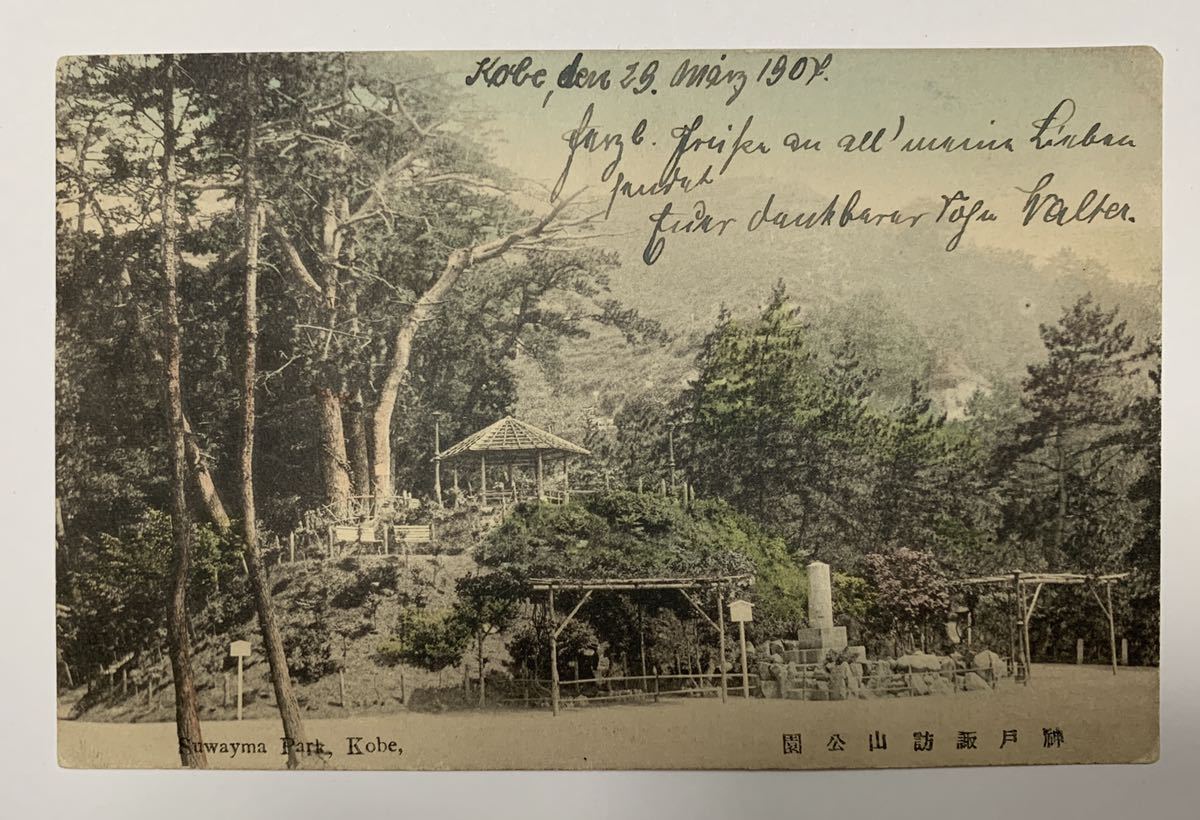 Kobe, den 29. März 1907.
Herzl. Grüße an all' meine Lieben
sendet
Euer dankbarer Sohn Walter.
Suwayma Park, Kobe,
神戸諏訪山公園